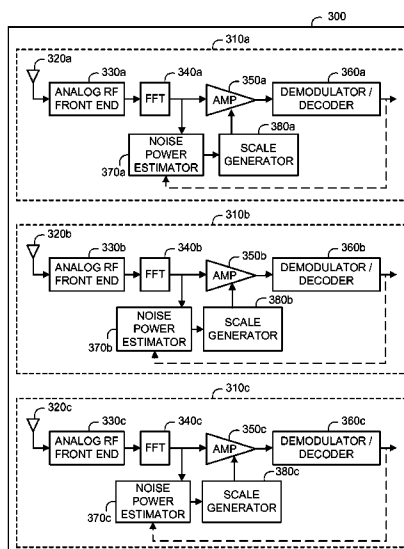 300
310a
320a
330a 340a 350a 360a
ANALOG RF
FRONT END
FFT
AMP
DEMODULATOR /
DECODER
380a
NOISE
POWER
ESTIMATOR
SCALE
GENERATOR
370a
310b
320b
330b 340b 350b 360b
ANALOG RF
FRONT END
FFT
AMP
DEMODULATOR /
DECODER
380b
NOISE
POWER
ESTIMATOR
SCALE
GENERATOR
370b
310c
320c
330c 340c 350c 360c
ANALOG RF
FRONT END
FFT
AMP
DEMODULATOR /
DECODER
380c
NOISE
POWER
ESTIMATOR
SCALE
GENERATOR
370c